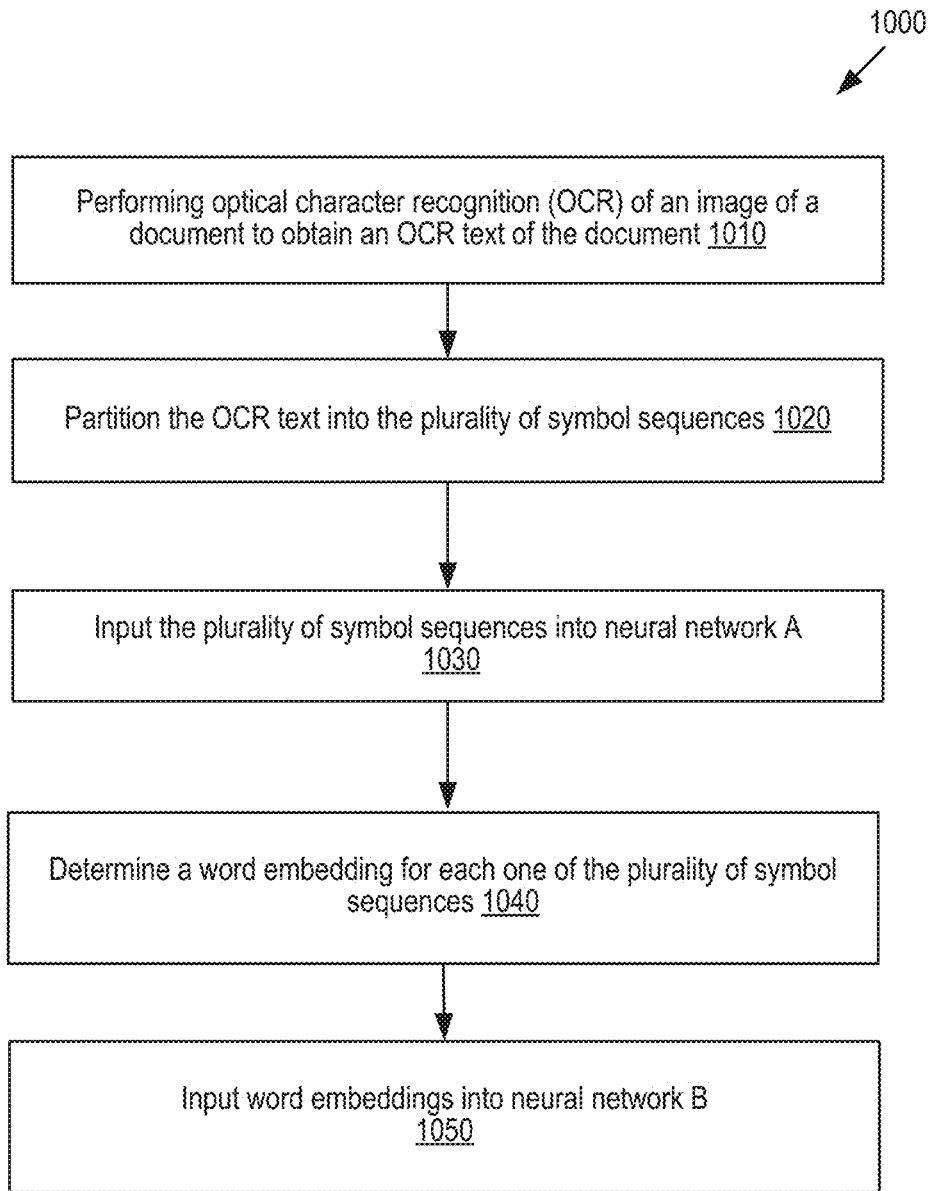 1000
Performing optical character recognition (OCR) of an image of a
document to obtain an OCR text of the document 1010
Partition the OCR text into the plurality of symbol sequences 1020
Input the plurality of symbol sequences into neural network A
1030
Determine a word embedding for each one of the plurality of symbol
sequences 1040
Input word embeddings into neural network B
1050